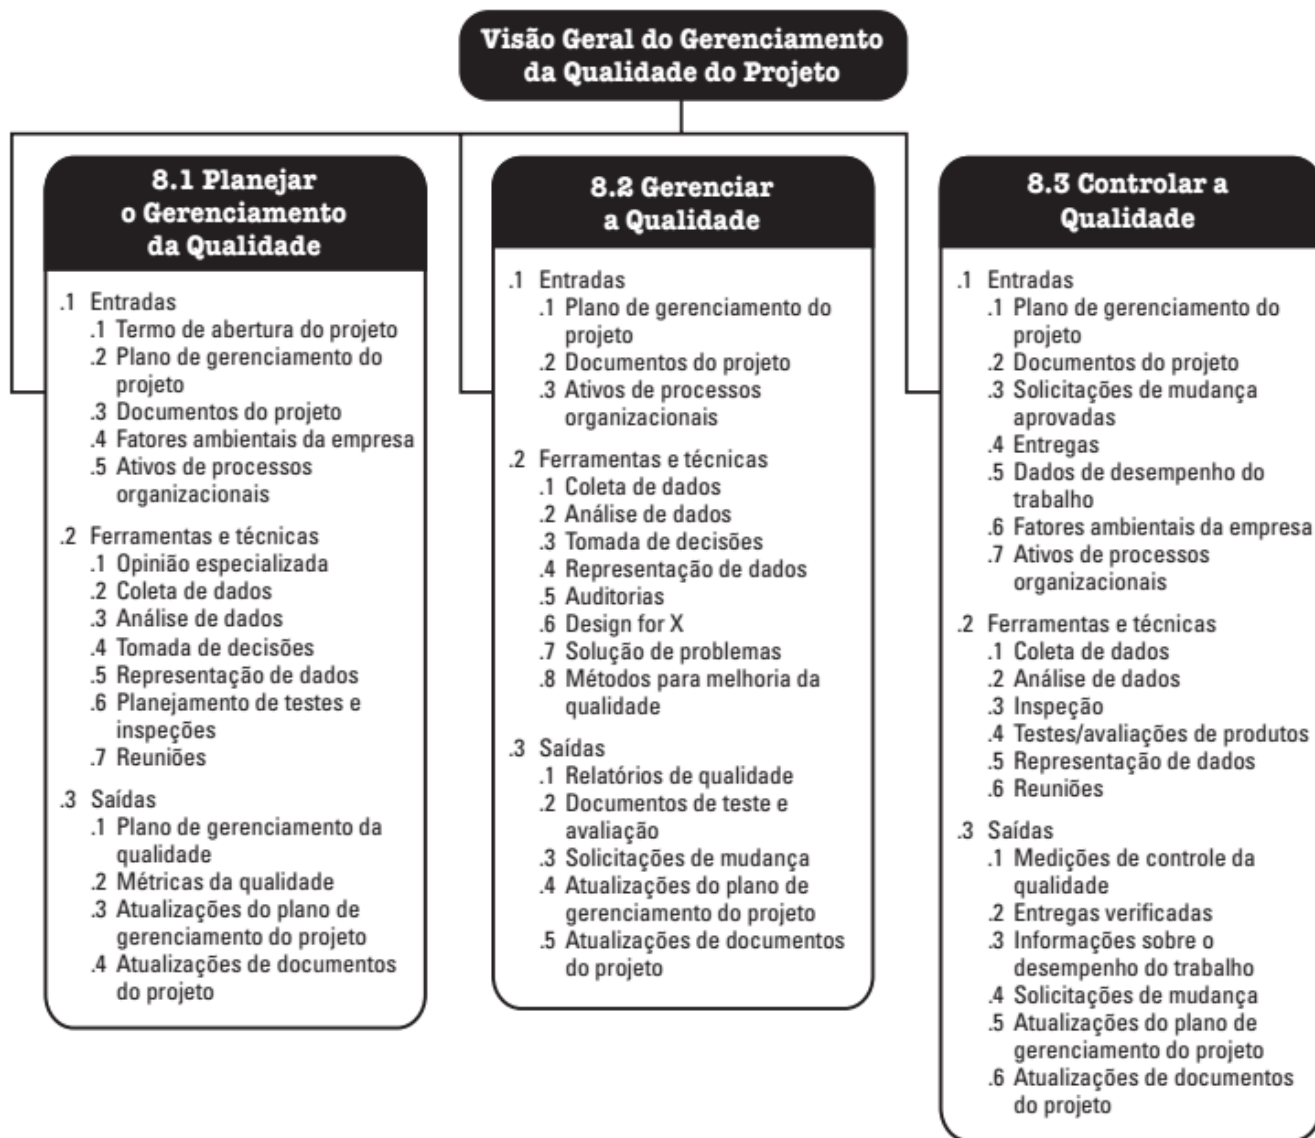 Visão Geral do Gerenciamento
da Qualidade do Projeto
8.1 Planejar
o Gerenciamento
da Qualidade
.1 Entradas
.1 Termo de abertura do projeto
.2 Plano de gerenciamento do
projeto
.3 Documentos do projeto
.4 Fatores ambientais da empresa
.5 Ativos de processos
organizacionais
.2 Ferramentas e técnicas
.1 Opinião especializada
.2 Coleta de dados
.3 Análise de dados
.4 Tomada de decisões
.5 Representação de dados
.6 Planejamento de testes e
inspeções
.7 Reuniões
.3 Saídas
.1 Plano de gerenciamento da
qualidade
.2 Métricas da qualidade
.3 Atualizações do plano de
gerenciamento do projeto
.4 Atualizações de documentos
do projeto
8.2 Gerenciar
a Qualidade
.1 Entradas
.1 Plano de gerenciamento do
projeto
.2 Documentos do projeto
.3 Ativos de processos
organizacionais
.2 Ferramentas e técnicas
.1 Coleta de dados
.2 Análise de dados
.3 Tomada de decisões
.4 Representação de dados
.5 Auditorias
.6 Design for X
.7 Solução de problemas
.8 Métodos para melhoria da
qualidade
.3 Saídas
.1 Relatórios de qualidade
.2 Documentos de teste e
avaliação
.3 Solicitações de mudança
.4 Atualizações do plano de
gerenciamento do projeto
.5 Atualizações de documentos
do projeto
8.3 Controlar a
Qualidade
.1 Entradas
.1 Plano de gerenciamento do
projeto
.2 Documentos do projeto
.3 Solicitações de mudança
aprovadas
.4 Entregas
.5 Dados de desempenho do
trabalho
.6 Fatores ambientais da empresa
.7 Ativos de processos
organizacionais
.2 Ferramentas e técnicas
.1 Coleta de dados
.2 Análise de dados
.3 Inspeção
.4 Testes/avaliações de produtos
.5 Representação de dados
.6 Reuniões
.3 Saídas
.1 Medições de controle da
qualidade
.2 Entregas verificadas
.3 Informações sobre o
desempenho do trabalho
.4 Solicitações de mudança
.5 Atualizações do plano de
gerenciamento do projeto
.6 Atualizações de documentos
do projeto